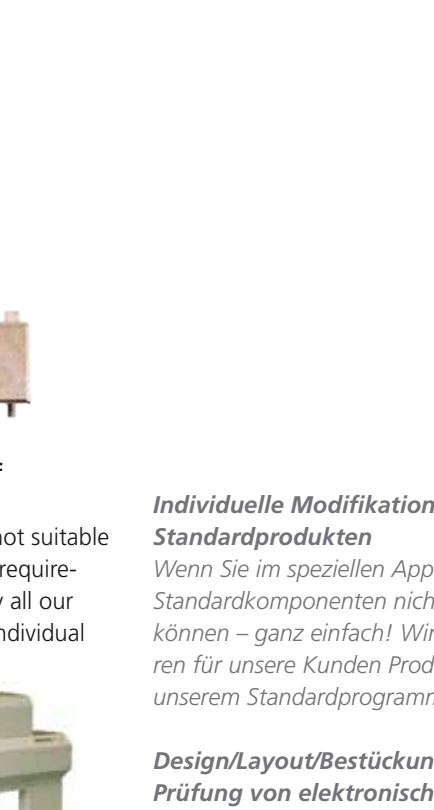 not suitable
require-
all our
ndividual
Individuelle Modifikation
Standardprodukten
Wenn Sie im speziellen App
Standardkomponenten nich
können – ganz einfach! Wir
ren für unsere Kunden Prod
unserem Standardprogramm
Design/Layout/Bestückun
Prüfung von elektronisch